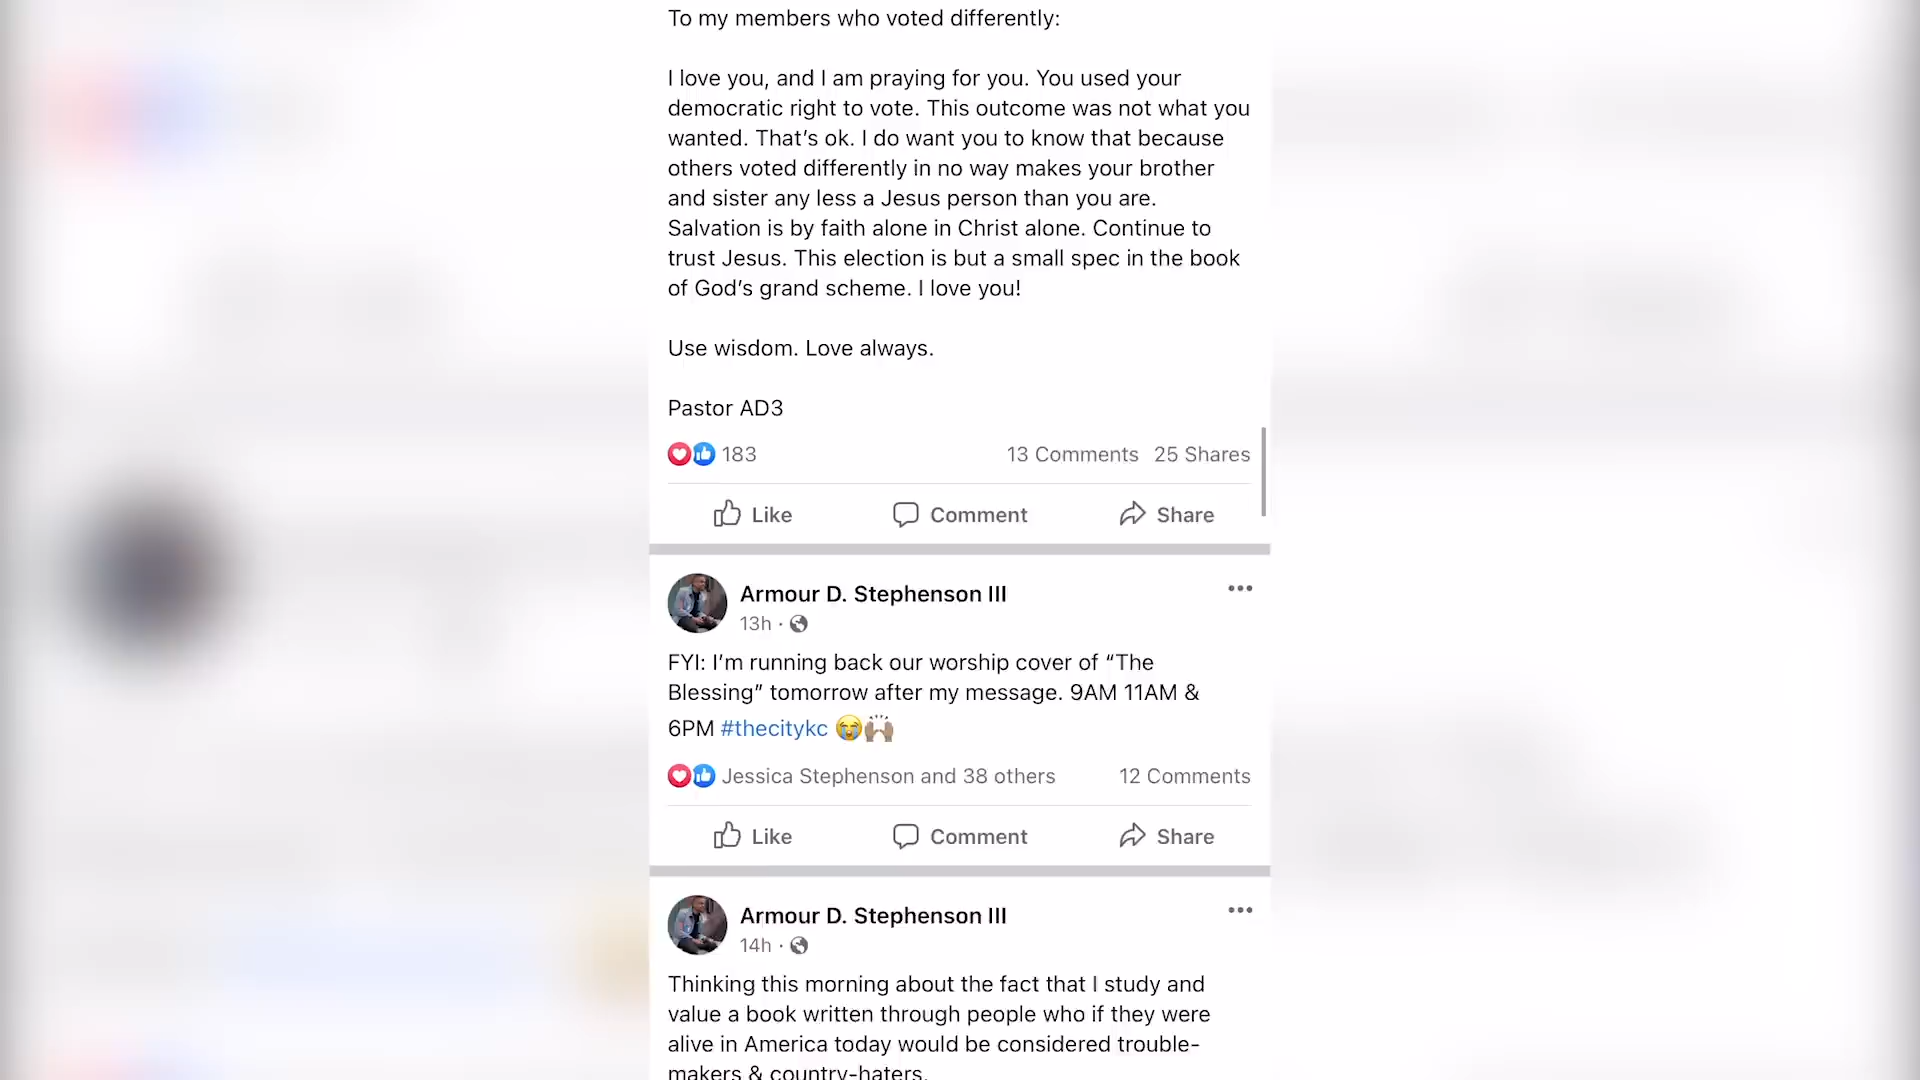 To my members who voted differently:
I love you, and I am praying for you. You used your
democratic right to vote. This outcome was not what you
wanted. That’s ok. I do want you to know that because
others voted differently in no way makes your brother
and sister any less a Jesus person than you are.
Salvation is by faith alone in Christ alone. Continue to
trust Jesus. This election is but a small spec in the book
of God’s grand scheme. I love you!
Use wisdom. Love always.
Pastor AD3
183 13 Comments 25 Shares
Like Comment Share
Armour D. Stephenson III
13h ·
FYI: I’m running back our worship cover of “The
Blessing” tomorrow after my message. 9AM 11AM &
6PM #thecitykc 😭🙌🏽
Jessica Stephenson and 38 others 12 Comments
Like Comment Share
Armour D. Stephenson III
14h ·
Thinking this morning about the fact that I study and
value a book written through people who if they were
alive in America today would be considered trouble-
makers & country-haters.